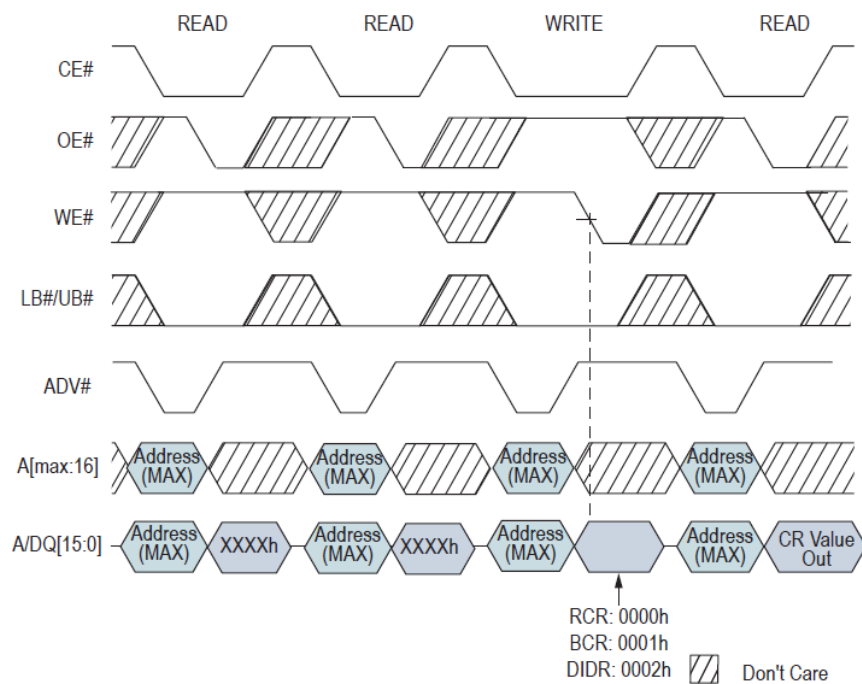 READ READ WRITE READ
CE#
OE#
WE#
LB#/UB#
ADV#
A[max:16] Address (MAX) Address (MAX) Address (MAX) Address (MAX)
A/DQ[15:0] Address (MAX) XXXXh Address (MAX) XXXXh Address (MAX) Address (MAX) CR Value Out
RCR: 0000h
BCR: 0001h
DIDR: 0002h
Don't Care